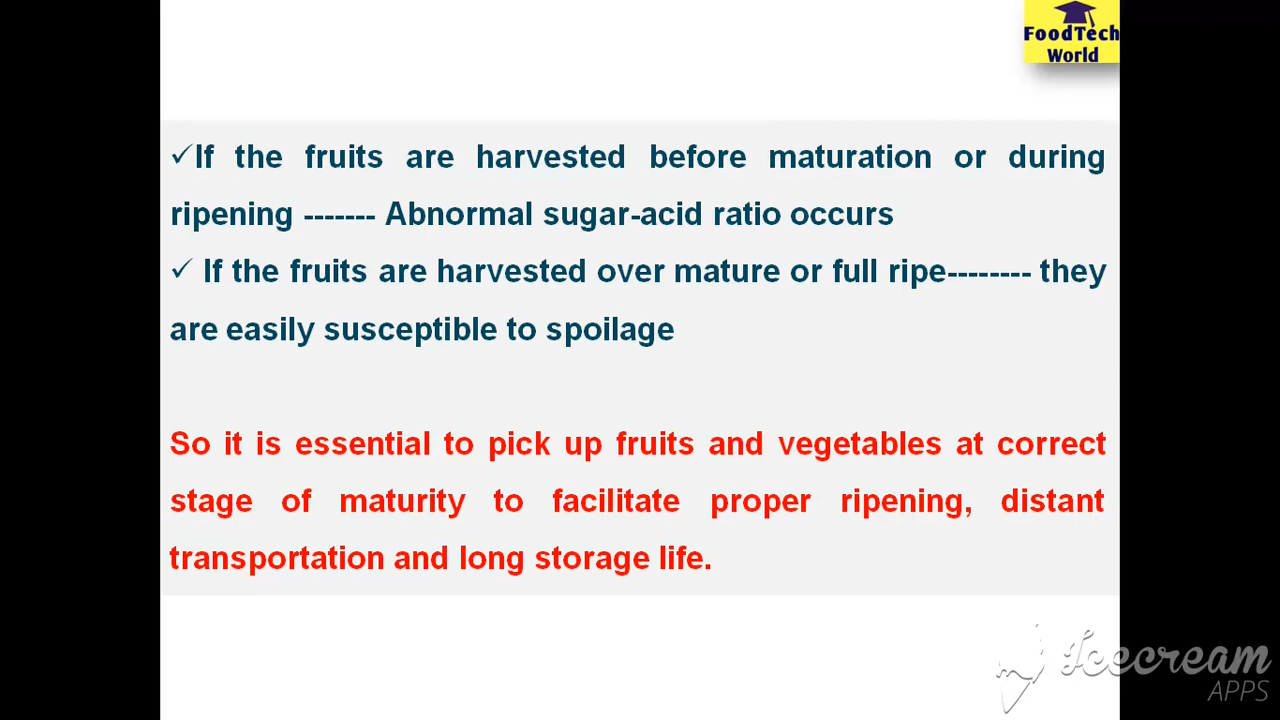 FoodTech
World
✓If the fruits are harvested before maturation or during
ripening ------- Abnormal sugar-acid ratio occurs
✓ If the fruits are harvested over mature or full ripe-------- they
are easily susceptible to spoilage
So it is essential to pick up fruits and vegetables at correct
stage of maturity to facilitate proper ripening, distant
transportation and long storage life.
Icecream
APPS